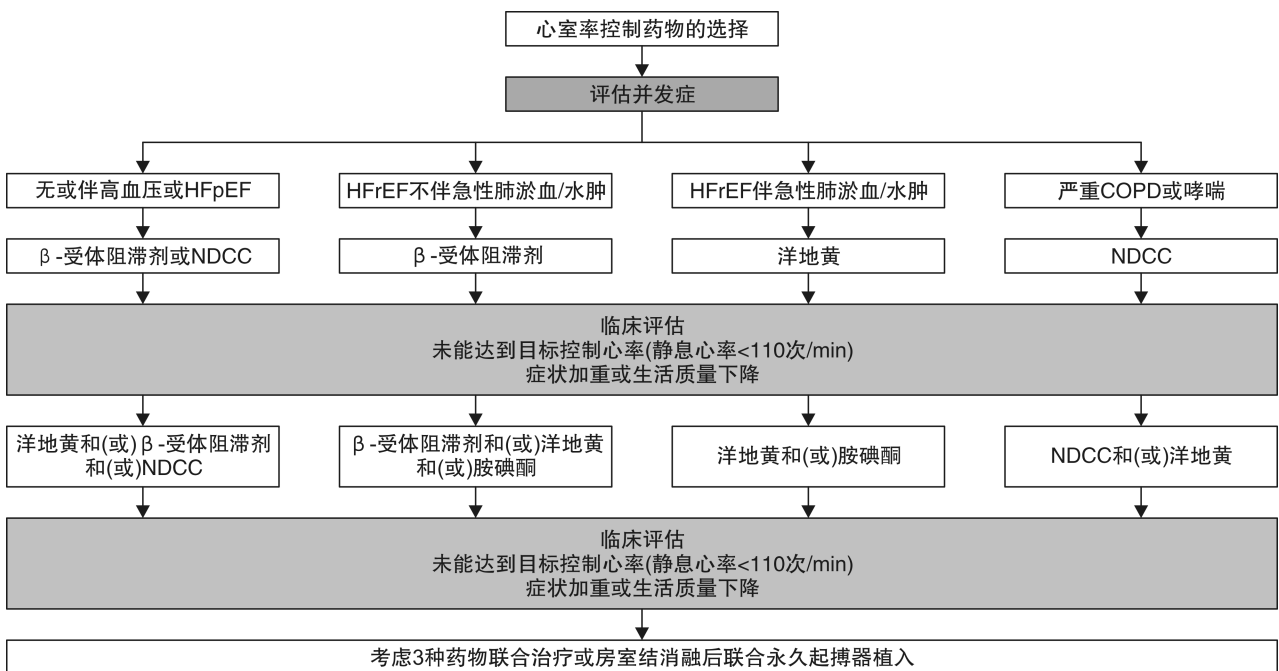 心室率控制药物的选择
评估并发症
无或伴高血压或HFpEF
HFrEF不伴急性肺淤血/水肿
HFrEF伴急性肺淤血/水肿
严重COPD或哮喘
β-受体阻滞剂或NDCC
β-受体阻滞剂
洋地黄
NDCC
临床评估
未能达到目标控制心率(静息心率<110次/min)
症状加重或生活质量下降
洋地黄和(或)β-受体阻滞剂
和(或)NDCC
β-受体阻滞剂和(或)洋地黄
和(或)胺碘酮
洋地黄和(或)胺碘酮
NDCC和(或)洋地黄
临床评估
未能达到目标控制心率(静息心率<110次/min)
症状加重或生活质量下降
考虑3种药物联合治疗或房室结消融后联合永久起搏器植入